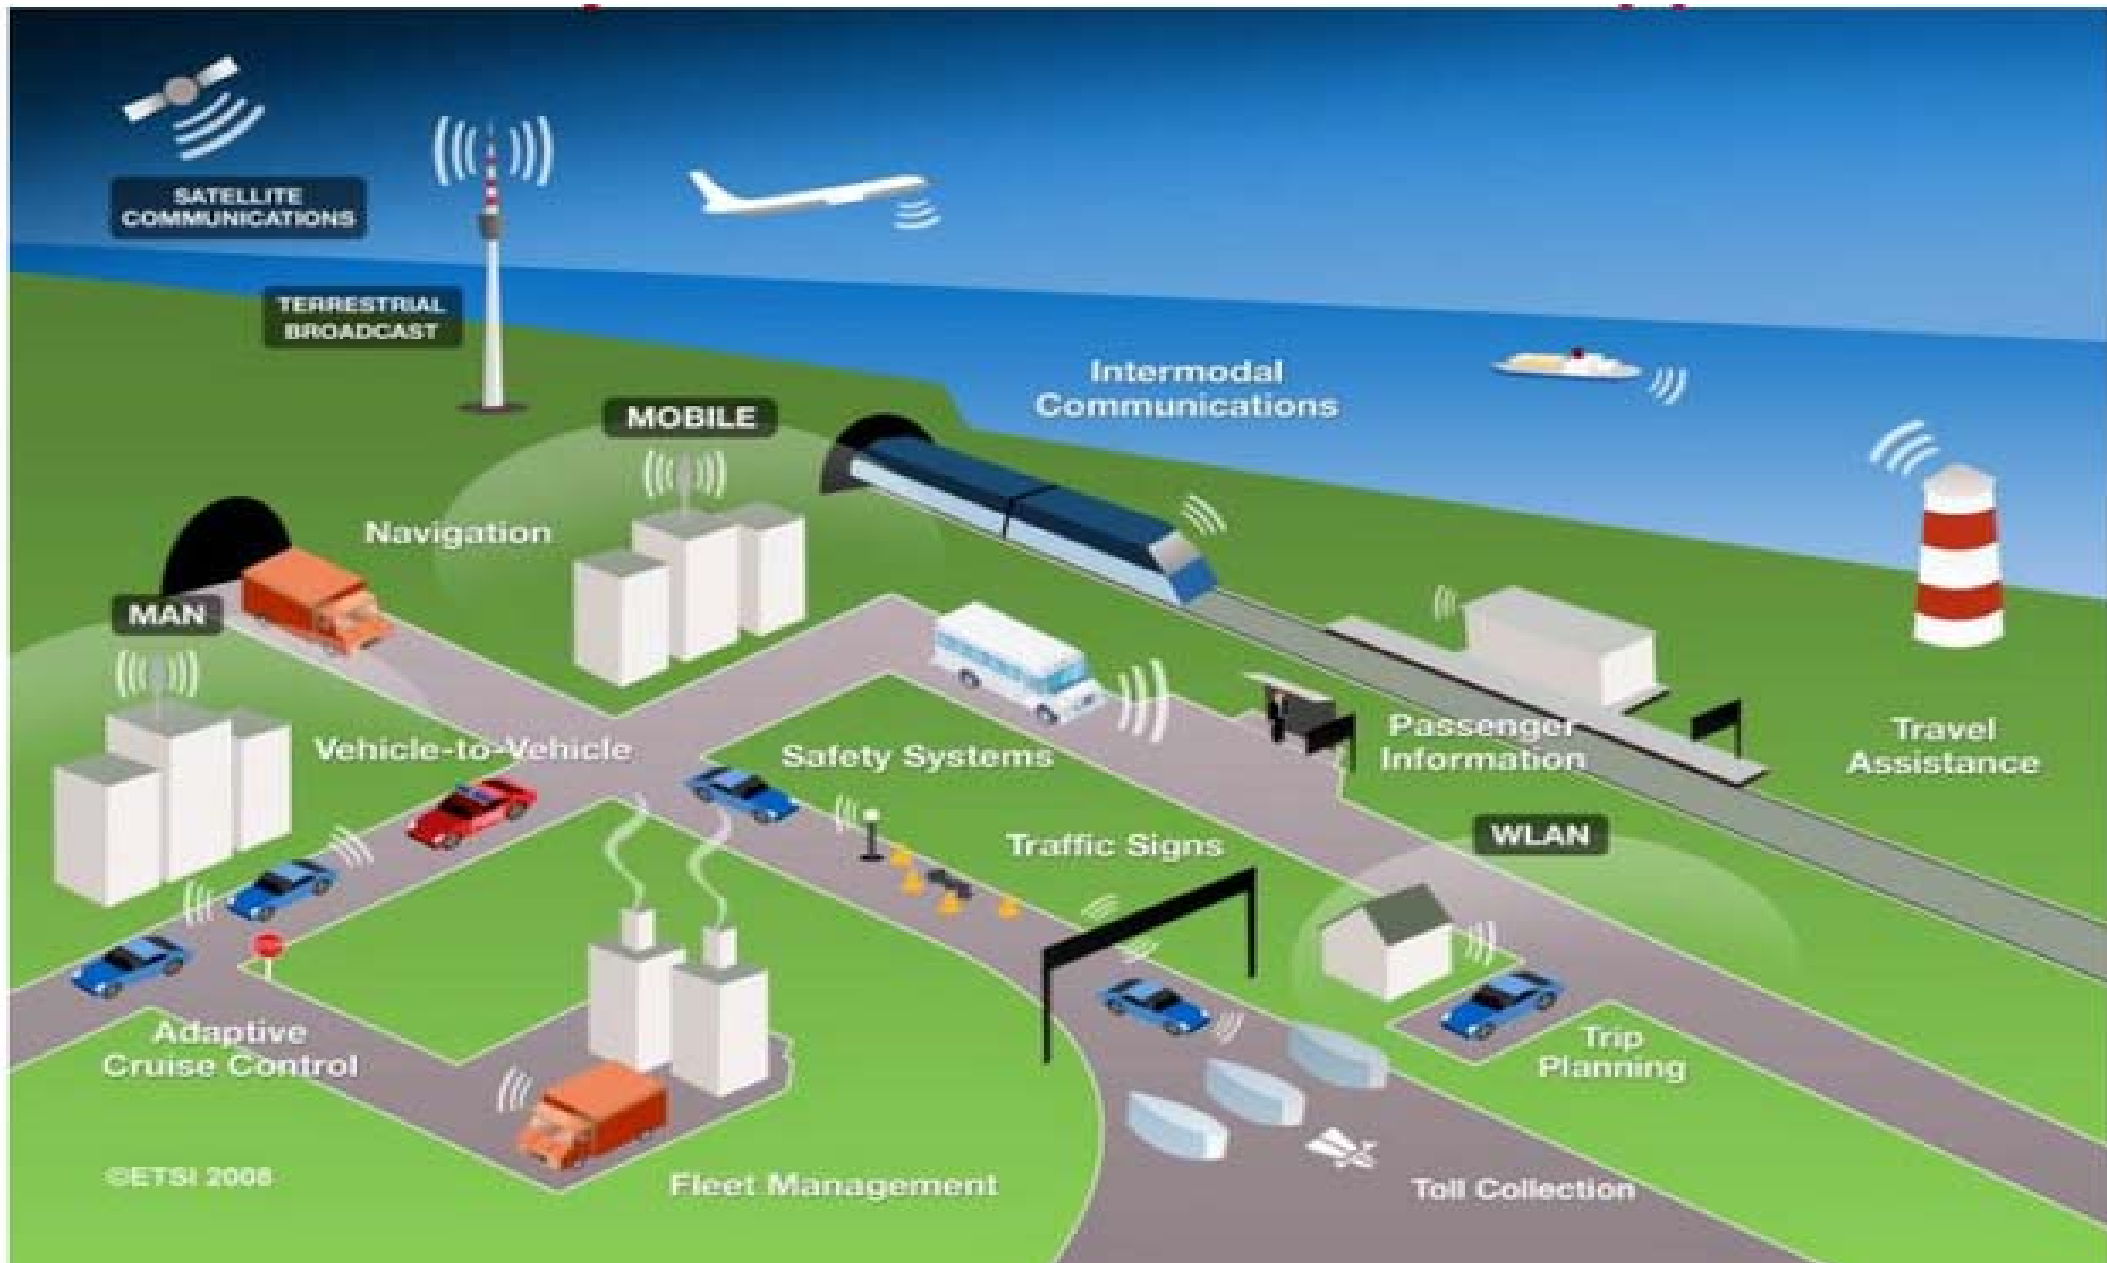 SATELLITE
COMMUNICATIONS
TERRESTRIAL
BROADCAST
Intermodal
Communications
MOBILE
Navigation
MAN
Vehicle-to-Vehicle
Safety Systems
Passenger
Information
Travel
Assistance
Traffic Signs
WLAN
Adaptive
Cruise Control
Trip
Planning
©ETSI 2008
Fleet Management
Toll Collection